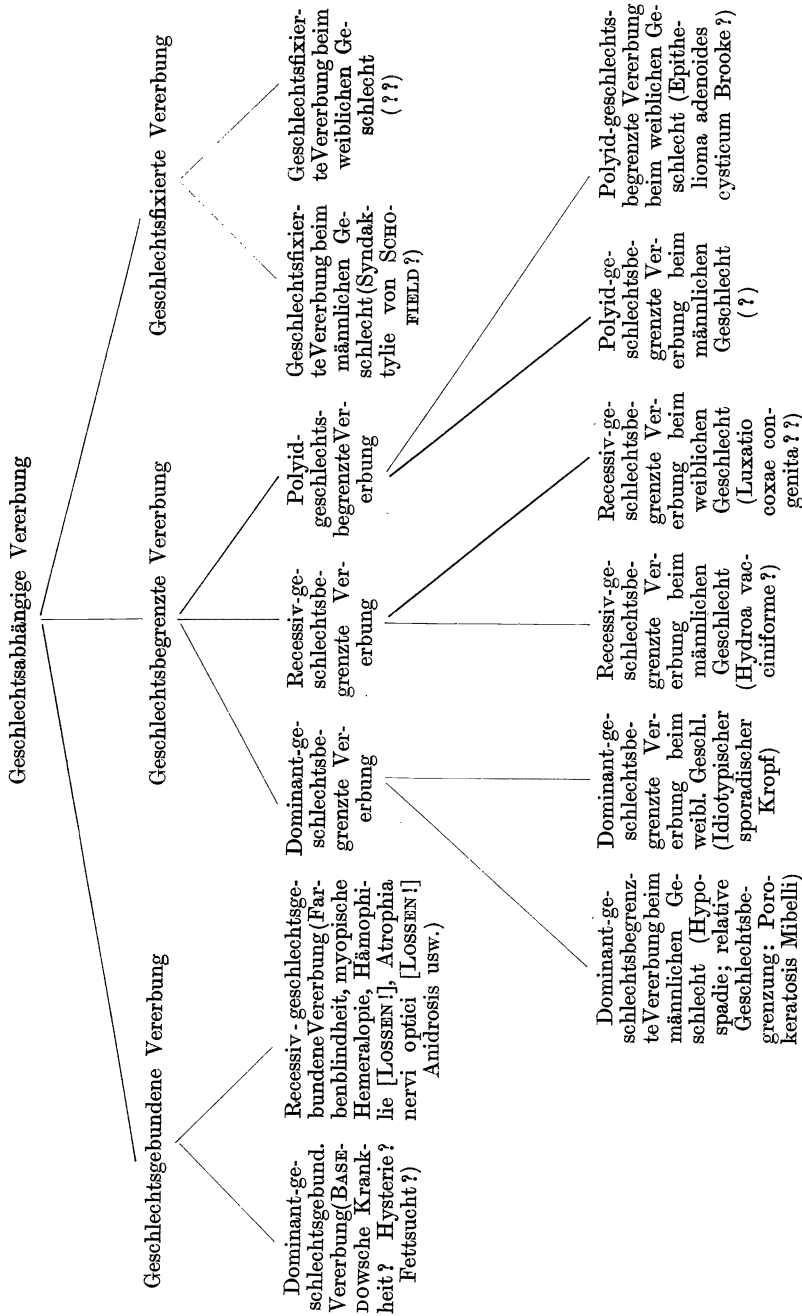 Geschlechtsabhängige Vererbung
Geschlechtsgebundene Vererbung
Geschlechtsbegrenzte Vererbung
Geschlechtsfixierte Vererbung
Dominant-ge-
schlechtsgebund.
Vererbung (BASE-
DOWsche Krank-
heit? Hysterie?
Fettsucht?)
Recessiv-geschlechtsge-
bundene Vererbung (Far-
benblindheit, myopische
Hemeralopie, Hämophi-
lie [LOSSEN!], Atrophia
nervi optici [LOSSEN!]
Anidrosis usw.)
Dominant-ge-
schlechtsbe-
grenzte Ver-
erbung
Recessiv-ge-
schlechtsbe-
grenzte Ver-
erbung
Polyid-
geschlechts-
begrenzte Ver-
erbung
Geschlechtsfixier-
te Vererbung beim
männlichen Ge-
schlecht (Syndak-
tylie von SCHO-
FIELD?)
Geschlechtsfixier-
te Vererbung beim
weiblichen Ge-
schlecht
(??)
Dominant-ge-
schlechtsbegrenz-
te Vererbung beim
männlichen Ge-
schlecht (Hypo-
spadie; relative
Geschlechtsbe-
grenzung: Poro-
keratosis Mibelli)
Dominant-ge-
schlechtsbe-
grenzte Ver-
erbung beim
weibl. Geschl.
(Idiotypischer
sporadischer
Kropf)
Recessiv-ge-
schlechtsbe-
grenzte Ver-
erbung beim
männlichen
Geschlecht
(Hydroa vac-
ciniforme?)
Recessiv-ge-
schlechtsbe-
grenzte Ver-
erbung beim
weiblichen
Geschlecht
(Luxatio
coxae con-
genita??)
Polyid-ge-
schlechtsbe-
grenzte Ver-
erbung beim
männlichen
Geschlecht
(?)
Polyid-geschlechts-
begrenzte Vererbung
beim weiblichen Ge-
schlecht (Epithe-
lioma adenoides
cysticum Brooke?)